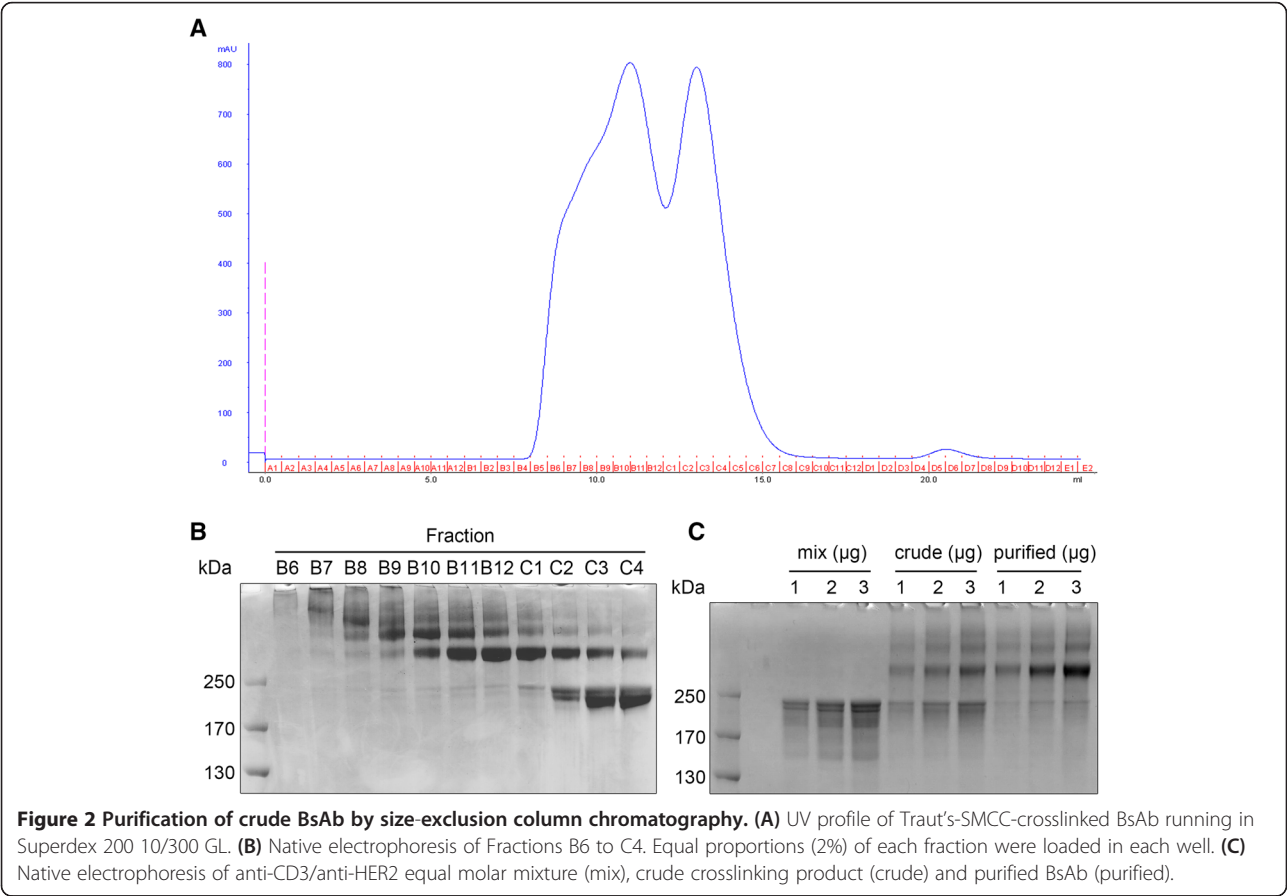 A
mAU
800
700
600
500
400
300
200
100
0
A1 A2 A3 A4 A5 A6 A7 A8 A9 A10 A11 A12 B1 B2 B3 B4 B5 B6 B7 B8 B9 B10 B11 B12 C1 C2 C3 C4 C5 C6 C7 C8 C9 C10 C11 C12 D1 D2 D3 D4 D5 D6 D7 D8 D9 D10 D11 D12 E1 E2
0.0 5.0 10.0 15.0 20.0 ml
B
Fraction
kDa B6 B7 B8 B9 B10 B11 B12 C1 C2 C3 C4
250
170
130
C
mix (µg) crude (µg) purified (µg)
kDa 1 2 3 1 2 3 1 2 3
250
170
130
Figure 2 Purification of crude BsAb by size-exclusion column chromatography. (A) UV profile of Traut's-SMCC-crosslinked BsAb running in
Superdex 200 10/300 GL. (B) Native electrophoresis of Fractions B6 to C4. Equal proportions (2%) of each fraction were loaded in each well. (C)
Native electrophoresis of anti-CD3/anti-HER2 equal molar mixture (mix), crude crosslinking product (crude) and purified BsAb (purified).